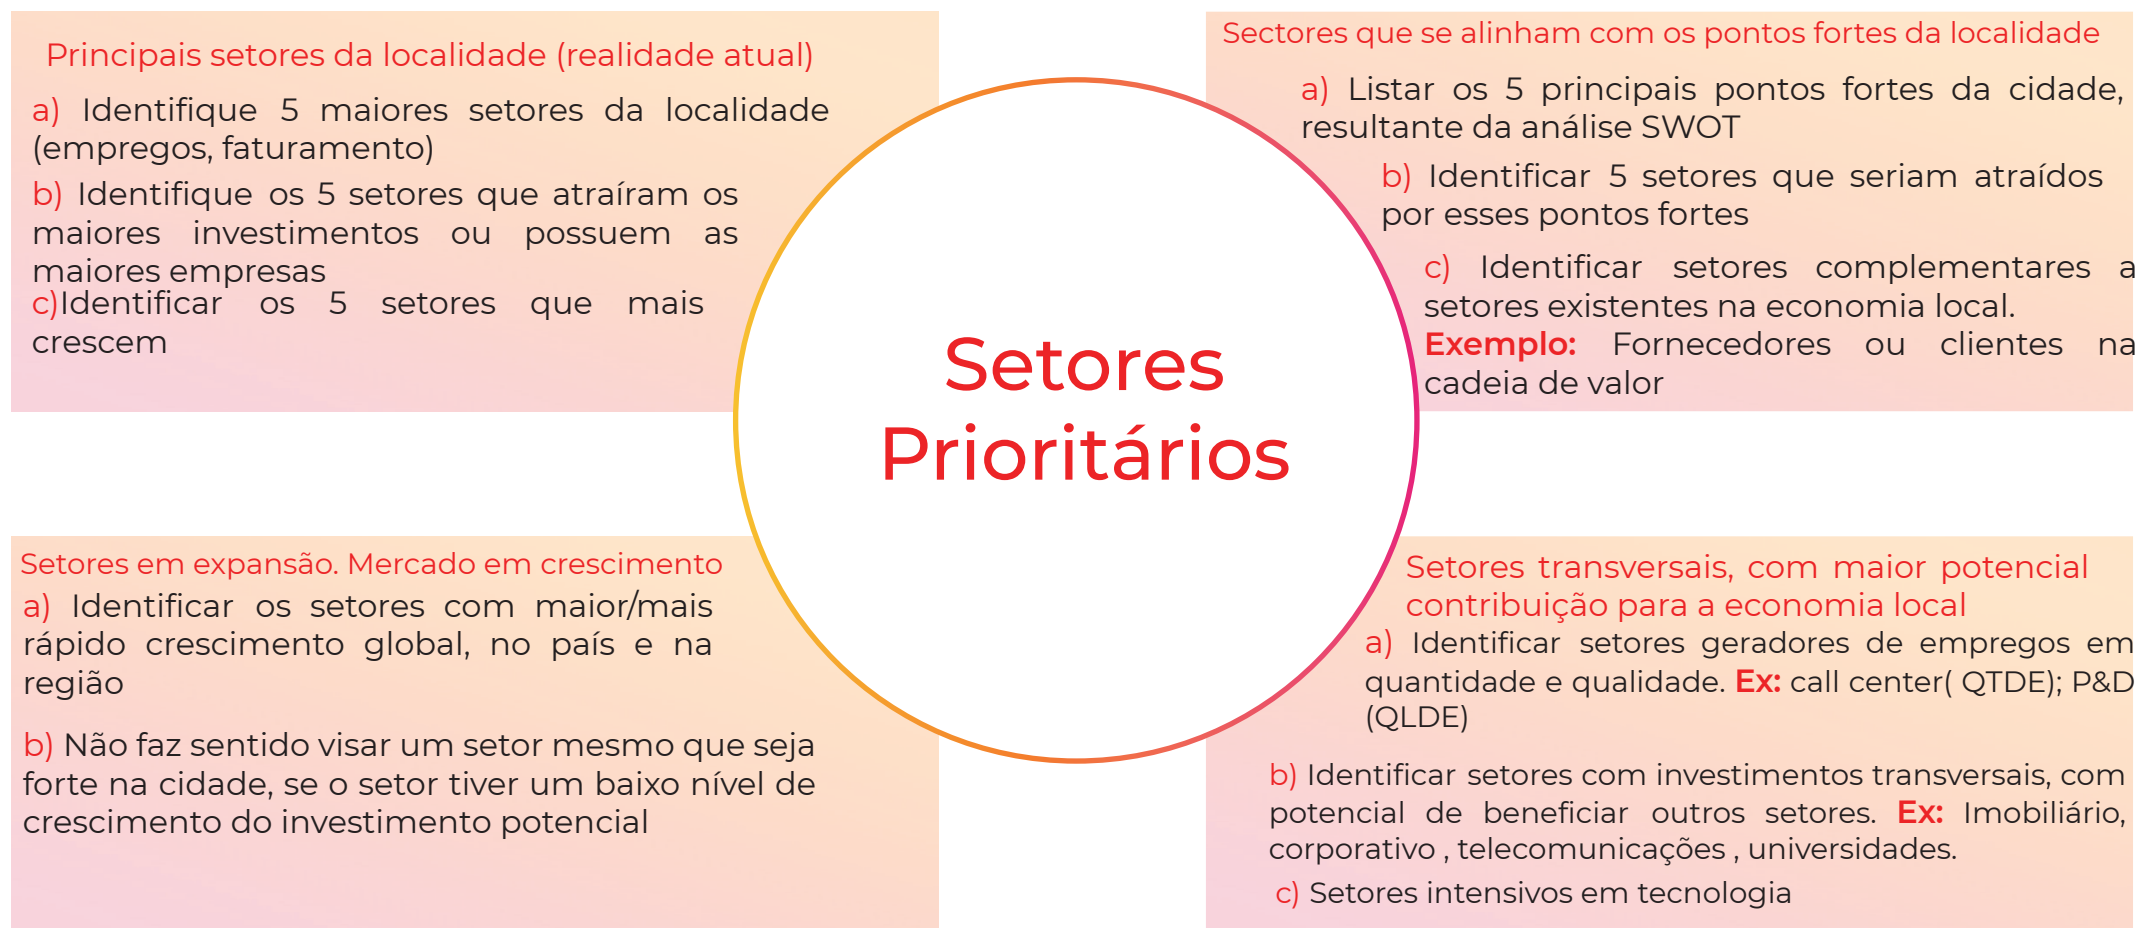 Principais setores da localidade (realidade atual)
a) Identifique 5 maiores setores da localidade
(empregos, faturamento)
b) Identifique os 5 setores que atraíram os
maiores investimentos ou possuem as
maiores empresas
c)Identificar os 5 setores que mais
crescem
Sectores que se alinham com os pontos fortes da localidade
a) Listar os 5 principais pontos fortes da cidade,
resultante da análise SWOT
b) Identificar 5 setores que seriam atraídos
por esses pontos fortes
c) Identificar setores complementares a
setores existentes na economia local.
Exemplo: Fornecedores ou clientes na
cadeia de valor
Setores
Prioritários
Setores em expansão. Mercado em crescimento
a) Identificar os setores com maior/mais
rápido crescimento global, no país e na
região
b) Não faz sentido visar um setor mesmo que seja
forte na cidade, se o setor tiver um baixo nível de
crescimento do investimento potencial
Setores transversais, com maior potencial
contribuição para a economia local
a) Identificar setores geradores de empregos em
quantidade e qualidade. Ex: call center( QTDE); P&D
(QLDE)
b) Identificar setores com investimentos transversais, com
potencial de beneficiar outros setores. Ex: Imobiliário,
corporativo , telecomunicações , universidades.
c) Setores intensivos em tecnologia